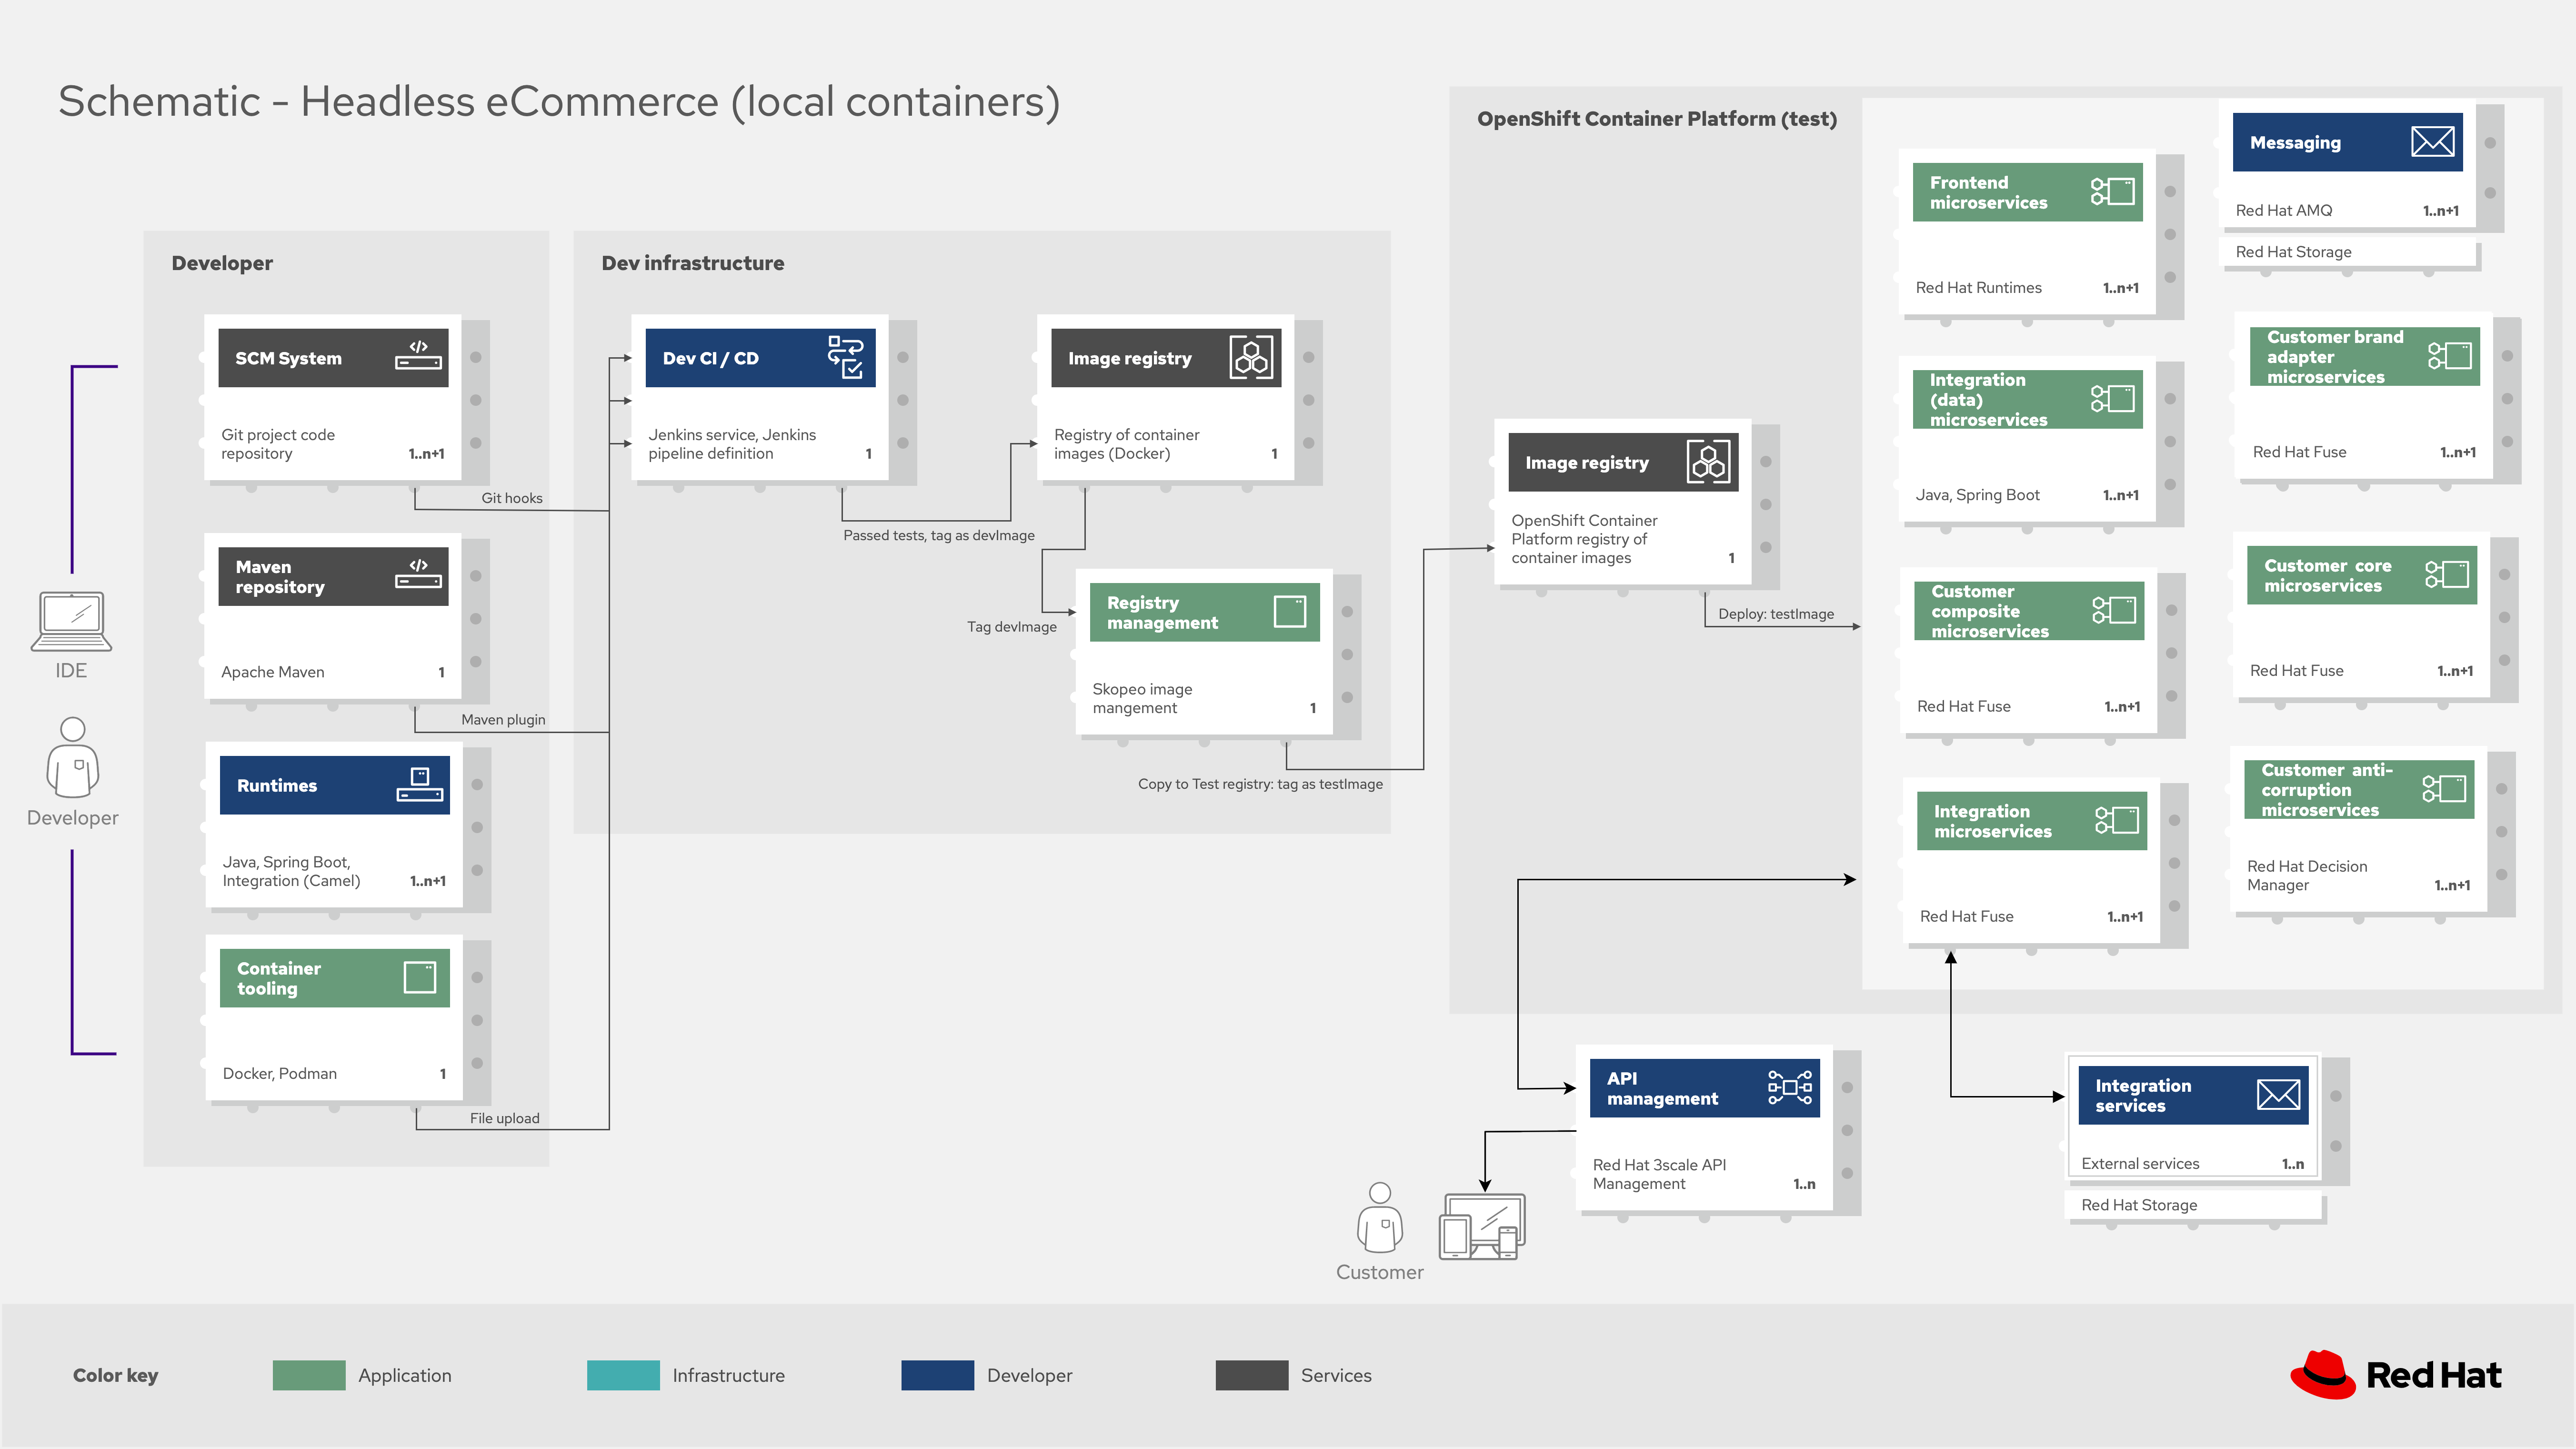 Schematic - Headless eCommerce (local containers)
IDE
Developer
Developer
SCM System
Git project code
repository
1..n+1
Git hooks
Maven
repository
Apache Maven
1
Maven plugin
Runtimes
Java, Spring Boot,
Integration (Camel)
1..n+1
Container
tooling
Docker, Podman
1
File upload
Dev infrastructure
Dev CI / CD
Jenkins service, Jenkins
pipeline definition
1
Passed tests, tag as devImage
Image registry
Registry of container
images (Docker)
1
Tag devImage
Registry
management
Skopeo image
mangement
1
Copy to Test registry: tag as testImage
OpenShift Container Platform (test)
Image registry
OpenShift Container
Platform registry of
container images
1
Deploy: testImage
Frontend
microservices
Red Hat Runtimes
1..n+1
Messaging
Red Hat AMQ
1..n+1
Red Hat Storage
Integration
(data)
microservices
Java, Spring Boot
1..n+1
Customer brand
adapter
microservices
Red Hat Fuse
1..n+1
Customer
composite
microservices
Red Hat Fuse
1..n+1
Customer core
microservices
Red Hat Fuse
1..n+1
Integration
microservices
Red Hat Fuse
1..n+1
Customer anti-
corruption
microservices
Red Hat Decision
Manager
1..n+1
API
management
Red Hat 3scale API
Management
1..n
Integration
services
External services
1..n
Red Hat Storage
Customer
Color key
Application
Infrastructure
Developer
Services
Red Hat